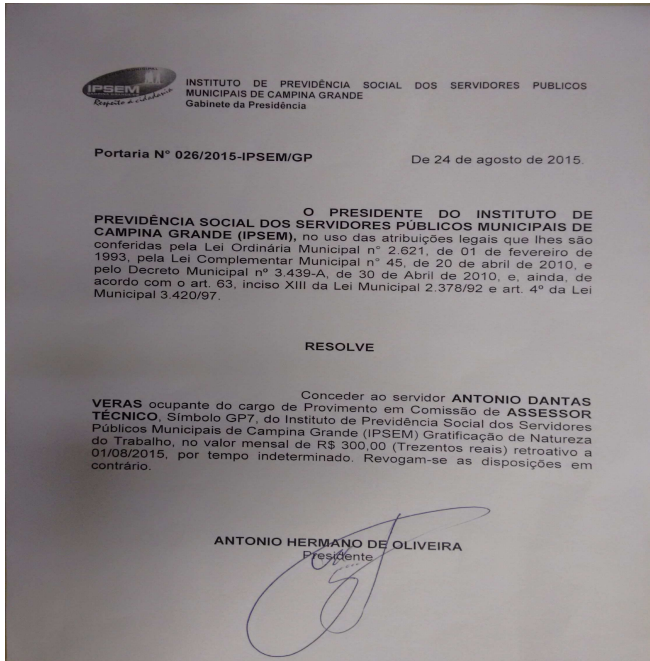 IPSEM
Respeito à cidadania
INSTITUTO DE PREVIDÊNCIA SOCIAL DOS SERVIDORES PUBLICOS
MUNICIPAIS DE CAMPINA GRANDE
Gabinete da Presidência
Portaria Nº 026/2015-IPSEM/GP
De 24 de agosto de 2015.
O PRESIDENTE DO INSTITUTO DE
PREVIDÊNCIA SOCIAL DOS SERVIDORES PÚBLICOS MUNICIPAIS DE
CAMPINA GRANDE (IPSEM), no uso das atribuições legais que lhes são
conferidas pela Lei Ordinária Municipal n° 2.621, de 01 de fevereiro de
1993, pela Lei Complementar Municipal n° 45, de 20 de abril de 2010, e
pelo Decreto Municipal nº 3.439-A, de 30 de Abril de 2010, e, ainda, de
acordo com o art. 63, inciso XIII da Lei Municipal 2.378/92 e art. 4º da Lei
Municipal 3.420/97.
RESOLVE
Conceder ao servidor ANTONIO DANTAS
VERAS ocupante do cargo de Provimento em Comissão de ASSESSOR
TÉCNICO, Símbolo GP7, do Instituto de Previdência Social dos Servidores
Públicos Municipais de Campina Grande (IPSEM) Gratificação de Natureza
do Trabalho, no valor mensal de R$ 300,00 (Trezentos reais) retroativo a
01/08/2015, por tempo indeterminado. Revogam-se as disposições em
contrário.
ANTONIO HERMANO DE OLIVEIRA
Presidente